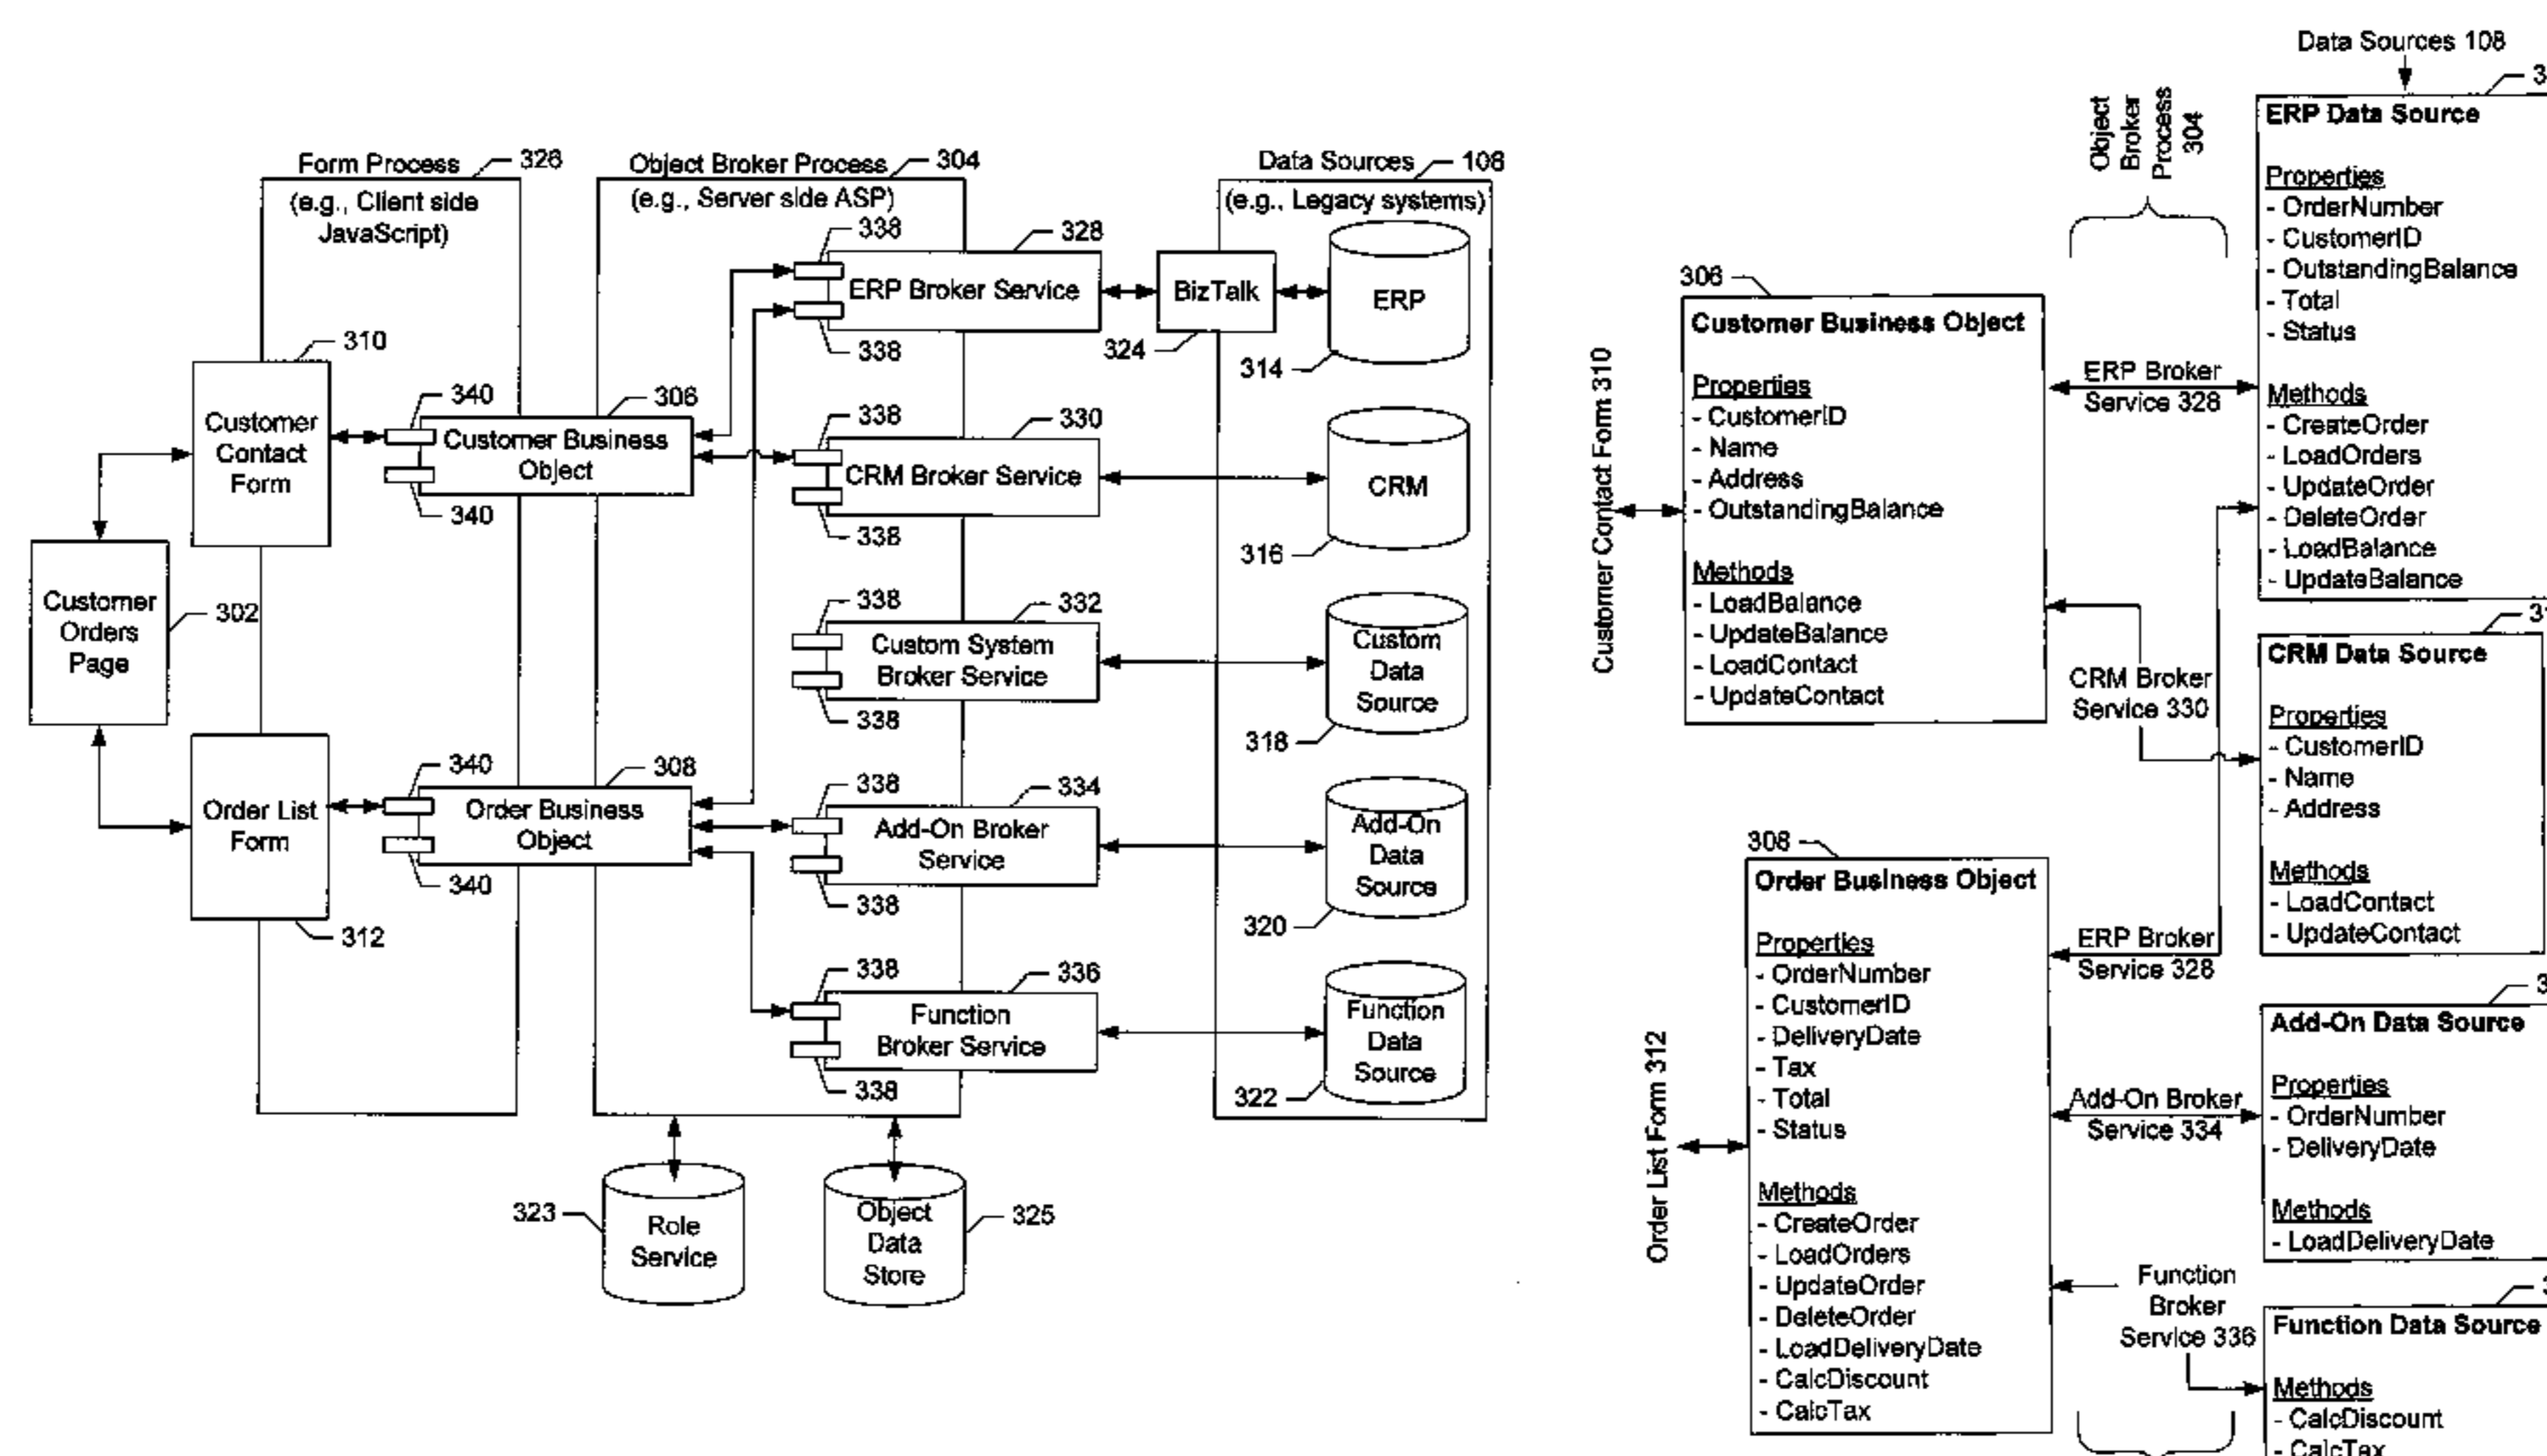 Form Process
326
(e.g., Client side
JavaScript)
Object Broker Process
304
(e.g., Server side ASP)
Data Sources
108
(e.g., Legacy systems)
338
328
ERP Broker Service
338
BizTalk
324
ERP
314
310
Customer
Contact
Form
340
306
Customer Business
Object
340
338
330
CRM Broker Service
338
CRM
316
Customer
Orders
Page
302
338
332
Custom System
Broker Service
338
Custom
Data
Source
318
Order List
Form
312
340
308
Order Business
Object
340
338
334
Add-On Broker
Service
338
Add-On
Data
Source
320
338
336
Function
Broker Service
338
Function
Data
Source
322
323
Role
Service
Object
Data
Store
325
Data Sources 108
Object
Broker
Process
304
ERP Data Source
Properties
- OrderNumber
- CustomerID
- OutstandingBalance
- Total
- Status
Methods
- CreateOrder
- LoadOrders
- UpdateOrder
- DeleteOrder
- LoadBalance
- UpdateBalance
306
Customer Business Object
Properties
- CustomerID
- Name
- Address
- OutstandingBalance
Methods
- LoadBalance
- UpdateBalance
- LoadContact
- UpdateContact
Customer Contact Form 310
ERP Broker
Service 328
CRM Broker
Service 330
CRM Data Source
Properties
- CustomerID
- Name
- Address
Methods
- LoadContact
- UpdateContact
308
Order Business Object
Properties
- OrderNumber
- CustomerID
- DeliveryDate
- Tax
- Total
- Status
Methods
- CreateOrder
- LoadOrders
- UpdateOrder
- DeleteOrder
- LoadDeliveryDate
- CalcDiscount
- CalcTax
Order List Form 312
ERP Broker
Service 328
Add-On Broker
Service 334
Add-On Data Source
Properties
- OrderNumber
- DeliveryDate
Methods
- LoadDeliveryDate
Function
Broker
Service 336
Function Data Source
Methods
- CalcDiscount
- CalcTax